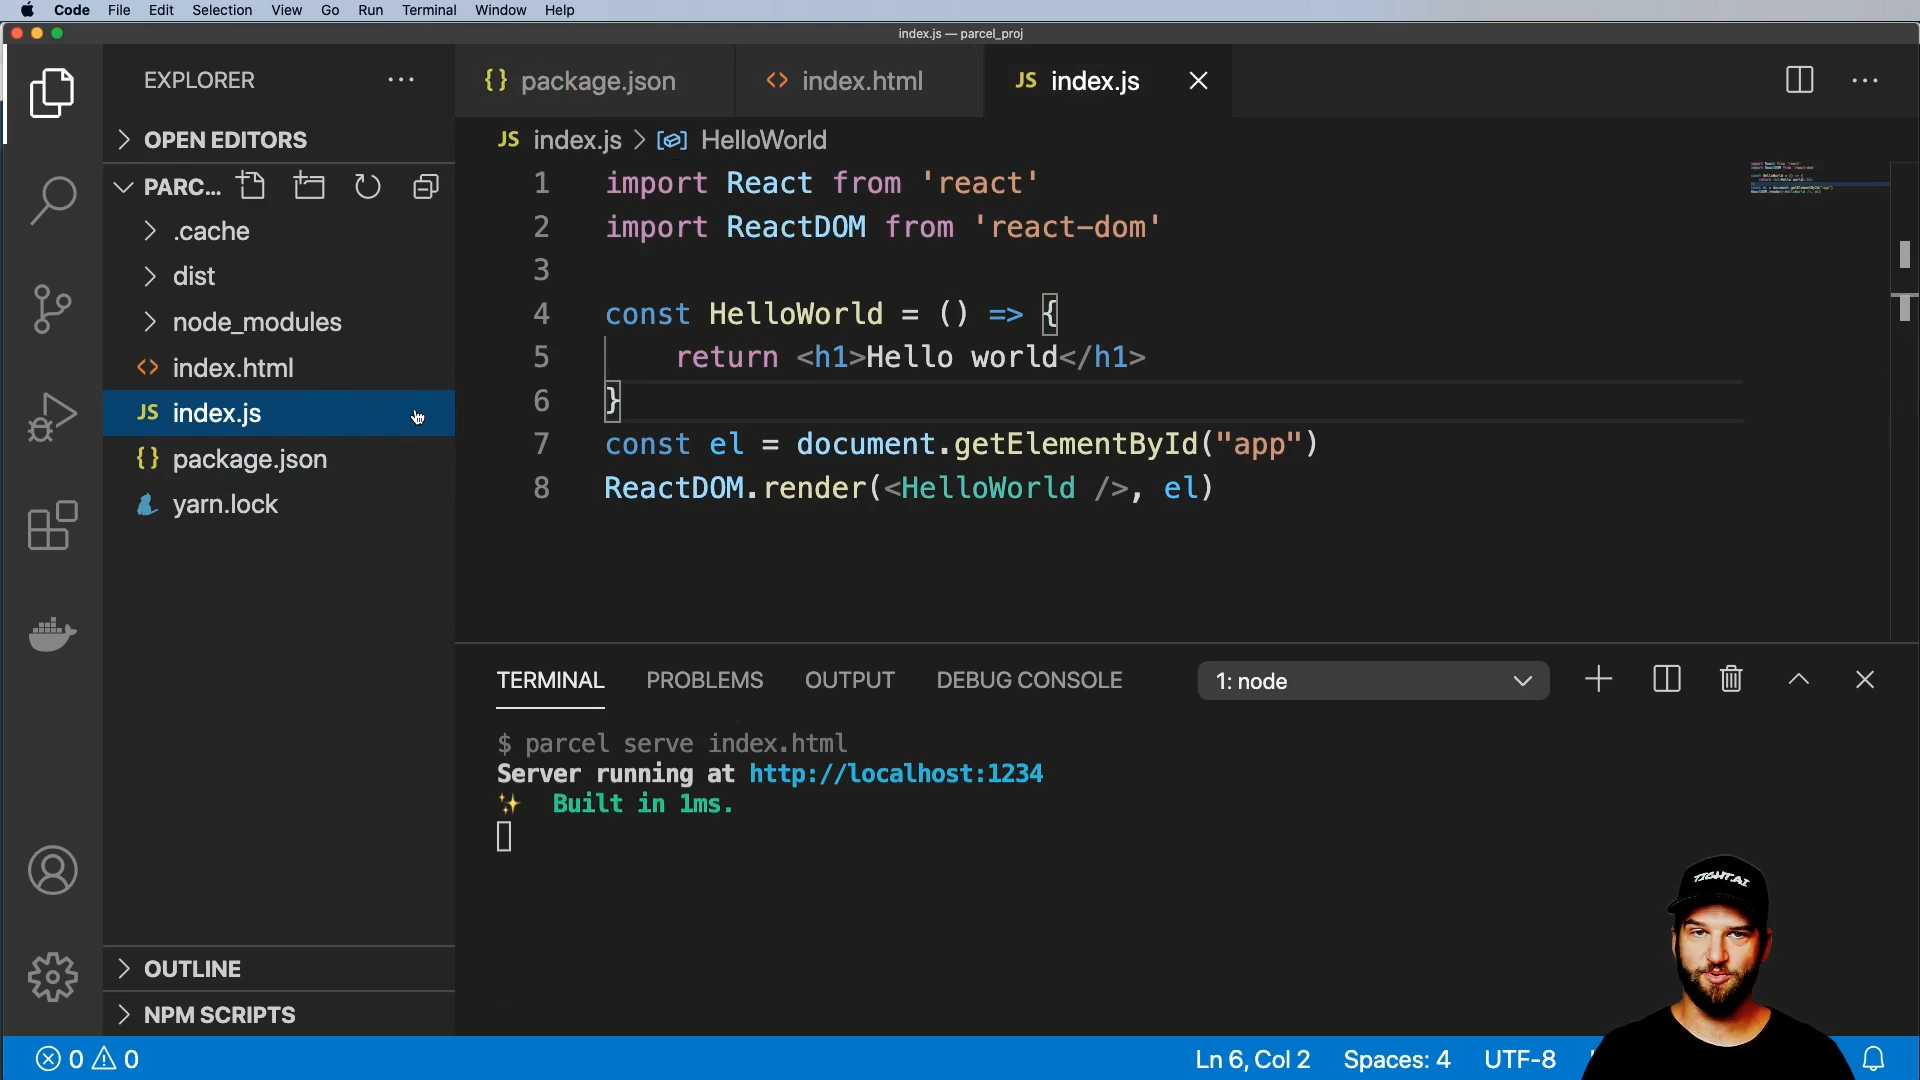 Code File Edit Selection View Go Run Terminal Window Help
index.js — parcel_proj
EXPLORER
{} package.json
<> index.html
JS index.js
OPEN EDITORS
JS index.js > HelloWorld
PARC...
.cache
dist
node_modules
<> index.html
JS index.js
{} package.json
yarn.lock
1 import React from 'react'
2 import ReactDOM from 'react-dom'
3
4 const HelloWorld = () => {
5 return <h1>Hello world</h1>
6 }
7 const el = document.getElementById("app")
8 ReactDOM.render(<HelloWorld />, el)
TERMINAL PROBLEMS OUTPUT DEBUG CONSOLE 1: node
$ parcel serve index.html
Server running at http://localhost:1234
✨ Built in 1ms.
TIGHT.AI
OUTLINE
NPM SCRIPTS
0 0 Ln 6, Col 2 Spaces: 4 UTF-8